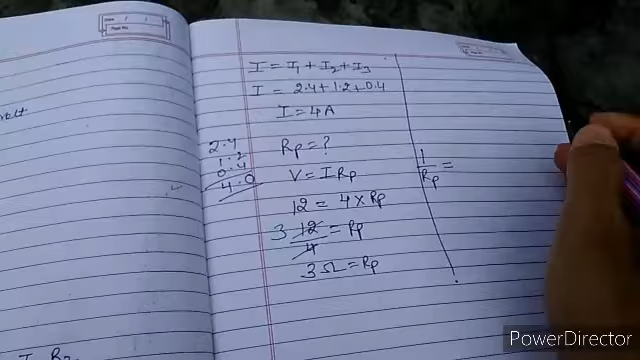 I = I₁ + I₂ + I₃
I = 2.4 + 1.2 + 0.4
I = 4A
2.4
1.2
0.4
4.0
Rp = ?
V = I Rp
12 = 4 x Rp
3 12/4 = Rp
3Ω = Rp
1/Rp =
PowerDirector